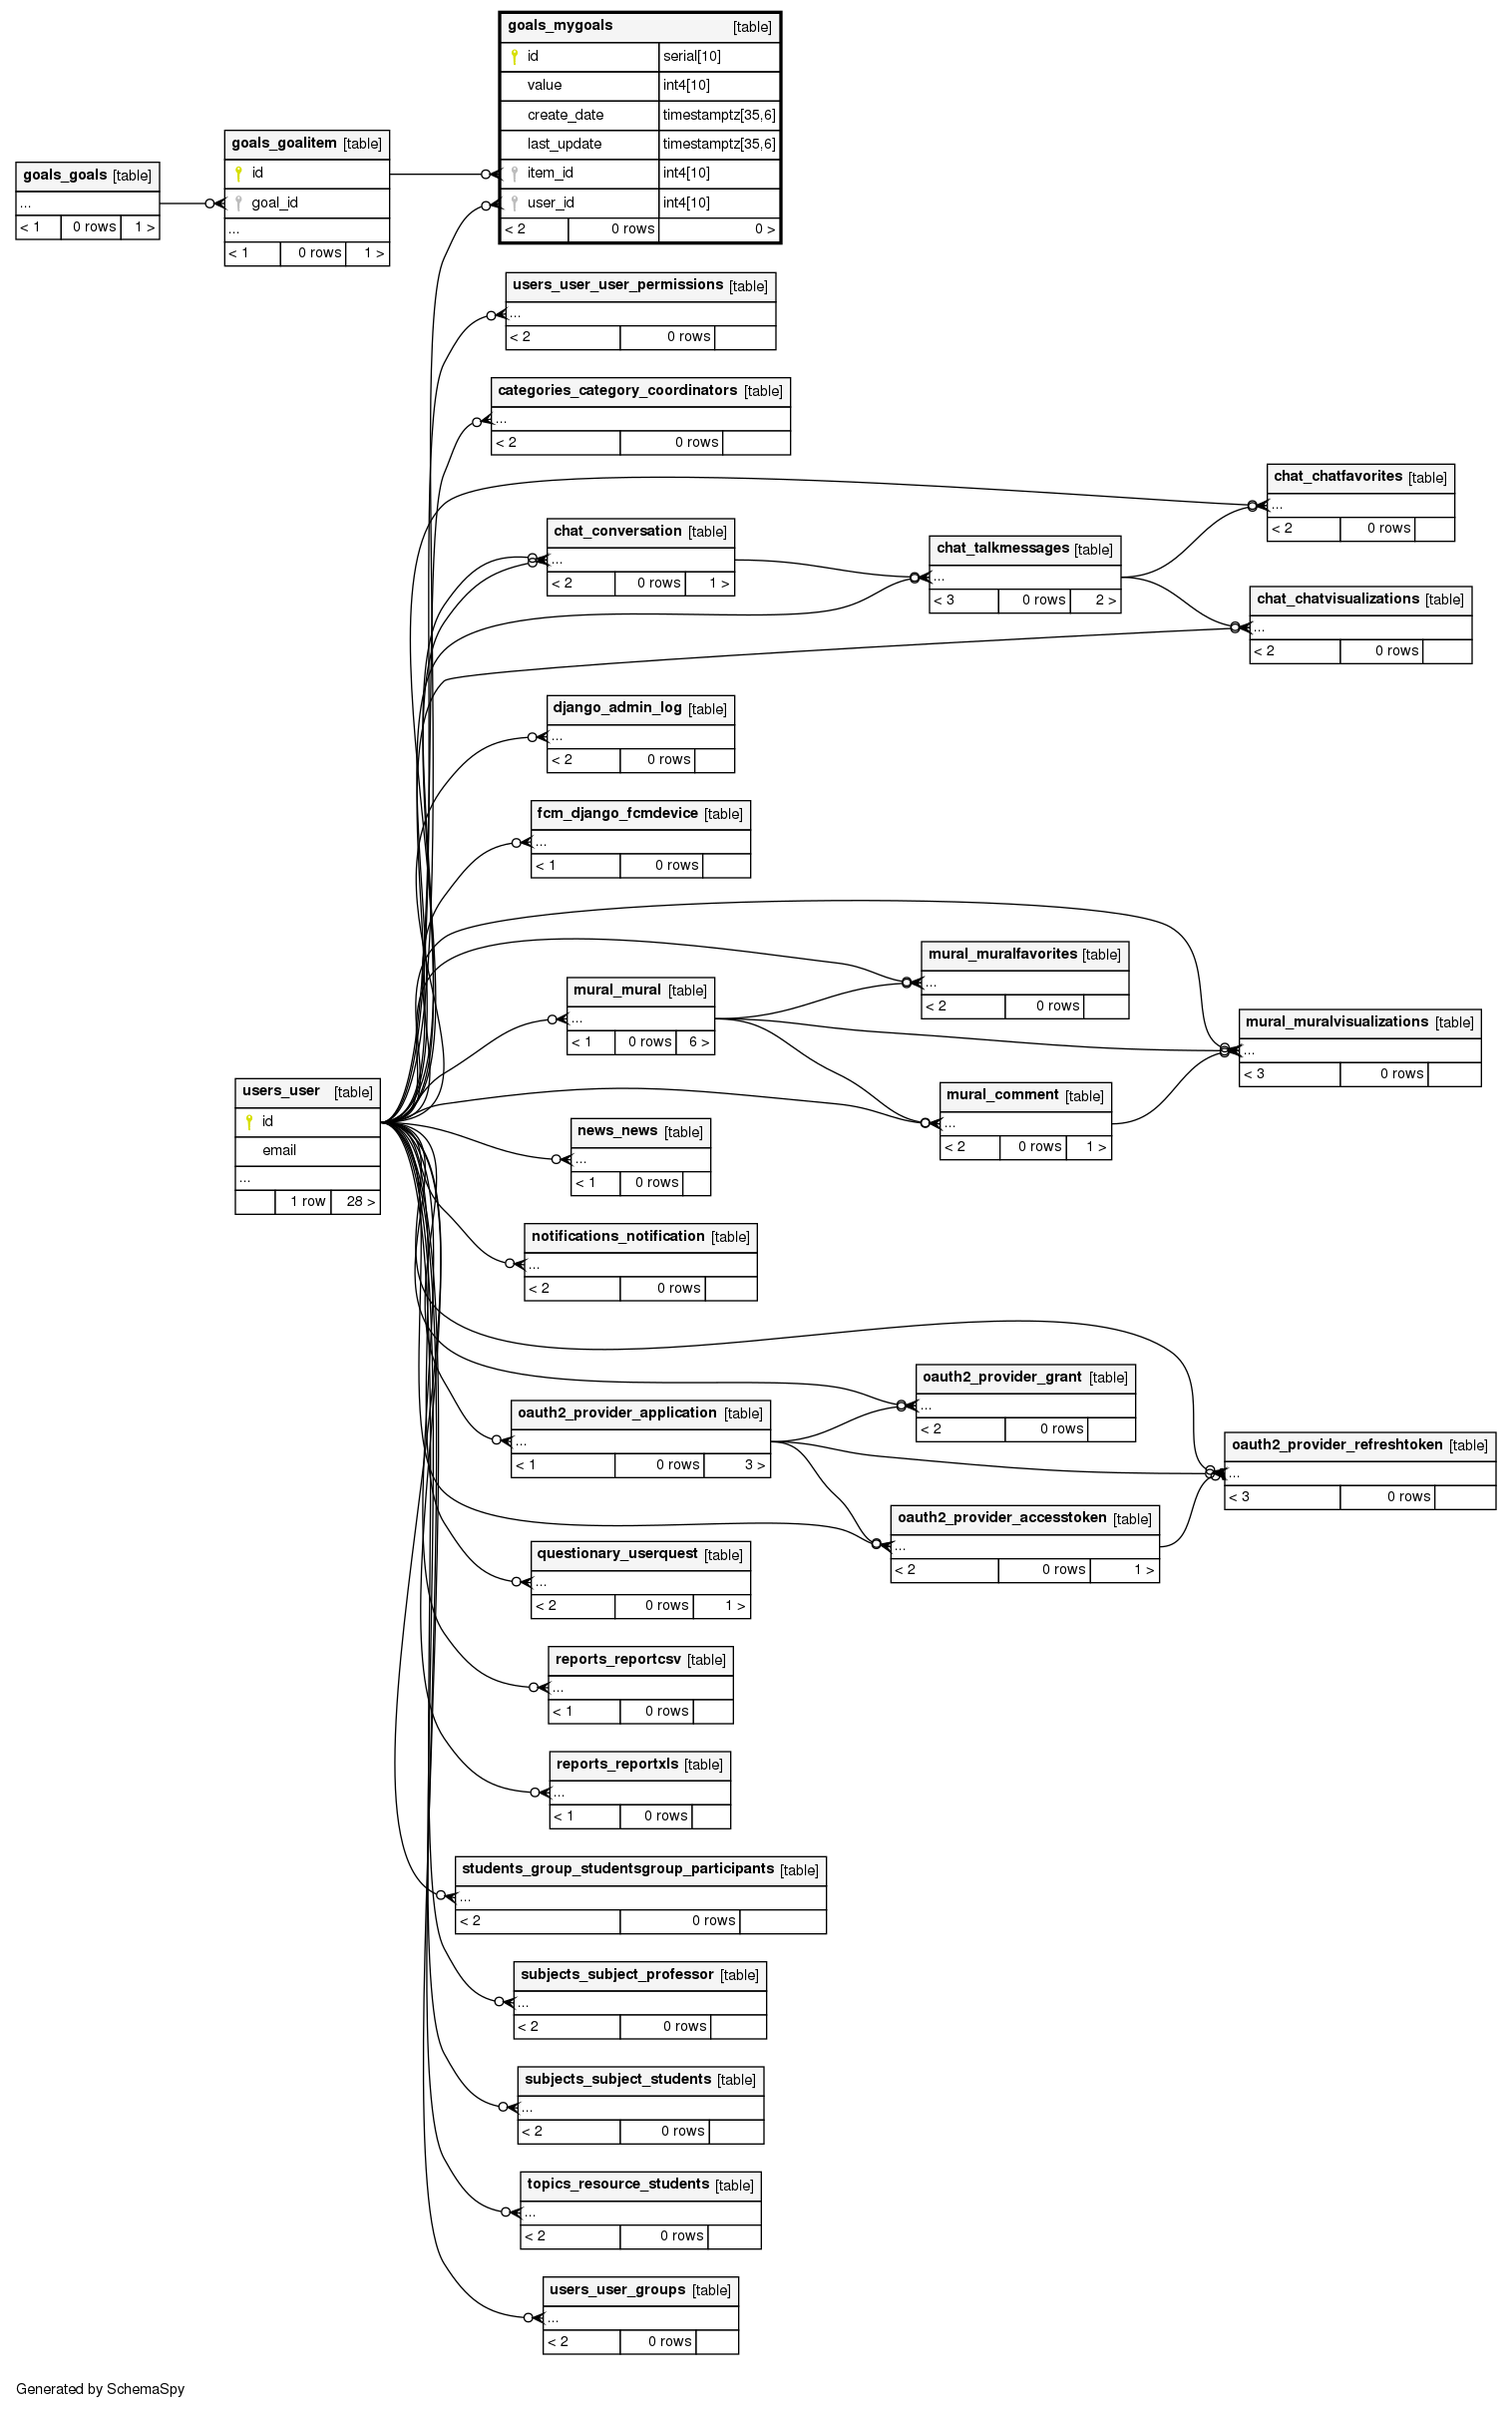 goals_mygoals [table]
id serial[10]
value int4[10]
create_date timestamptz[35,6]
last_update timestamptz[35,6]
item_id int4[10]
user_id int4[10]
< 2 0 rows 0 >
goals_goalitem [table]
id
goal_id
...
< 1 0 rows 1 >
goals_goals [table]
...
< 1 0 rows 1 >
users_user_user_permissions [table]
...
< 2 0 rows
categories_category_coordinators [table]
...
< 2 0 rows
chat_chatfavorites [table]
...
< 2 0 rows
chat_conversation [table]
...
< 2 0 rows 1 >
chat_talkmessages [table]
...
< 3 0 rows 2 >
chat_chatvisualizations [table]
...
< 2 0 rows
django_admin_log [table]
...
< 2 0 rows
fcm_django_fcmdevice [table]
...
< 1 0 rows
mural_muralfavorites [table]
...
< 2 0 rows
mural_mural [table]
...
< 1 0 rows 6 >
mural_muralvisualizations [table]
...
< 3 0 rows
users_user [table]
id
email
...
1 row 28 >
mural_comment [table]
...
< 2 0 rows 1 >
news_news [table]
...
< 1 0 rows
notifications_notification [table]
...
< 2 0 rows
oauth2_provider_grant [table]
...
< 2 0 rows
oauth2_provider_application [table]
...
< 1 0 rows 3 >
oauth2_provider_refreshtoken [table]
...
< 3 0 rows
oauth2_provider_accesstoken [table]
...
< 2 0 rows 1 >
questionary_userquest [table]
...
< 2 0 rows 1 >
reports_reportcsv [table]
...
< 1 0 rows
reports_reportxls [table]
...
< 1 0 rows
students_group_studentsgroup_participants [table]
...
< 2 0 rows
subjects_subject_professor [table]
...
< 2 0 rows
subjects_subject_students [table]
...
< 2 0 rows
topics_resource_students [table]
...
< 2 0 rows
users_user_groups [table]
...
< 2 0 rows
Generated by SchemaSpy